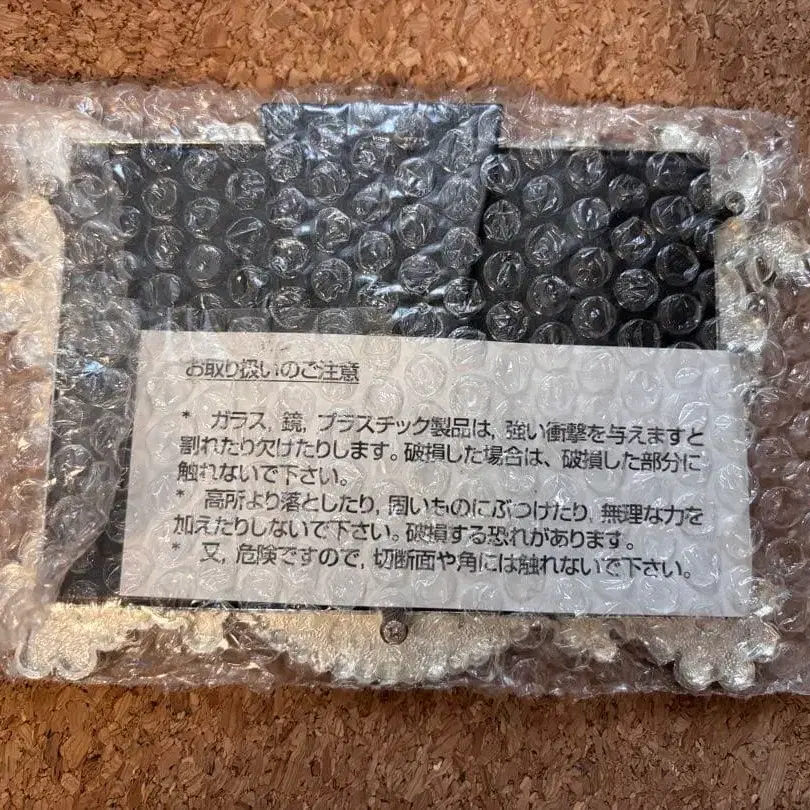 お取り扱いのご注意
* ガラス, 鏡, プラスチック製品は, 強い衝撃を与えますと
割れたり欠けたりします。破損した場合は、破損した部分に
触れないで下さい。
* 高所より落としたり, 固いものにぶつけたり, 無理な力を
加えたりしないで下さい。破損する恐れがあります。
* 又, 危険ですので, 切断面や角には触れないで下さい。